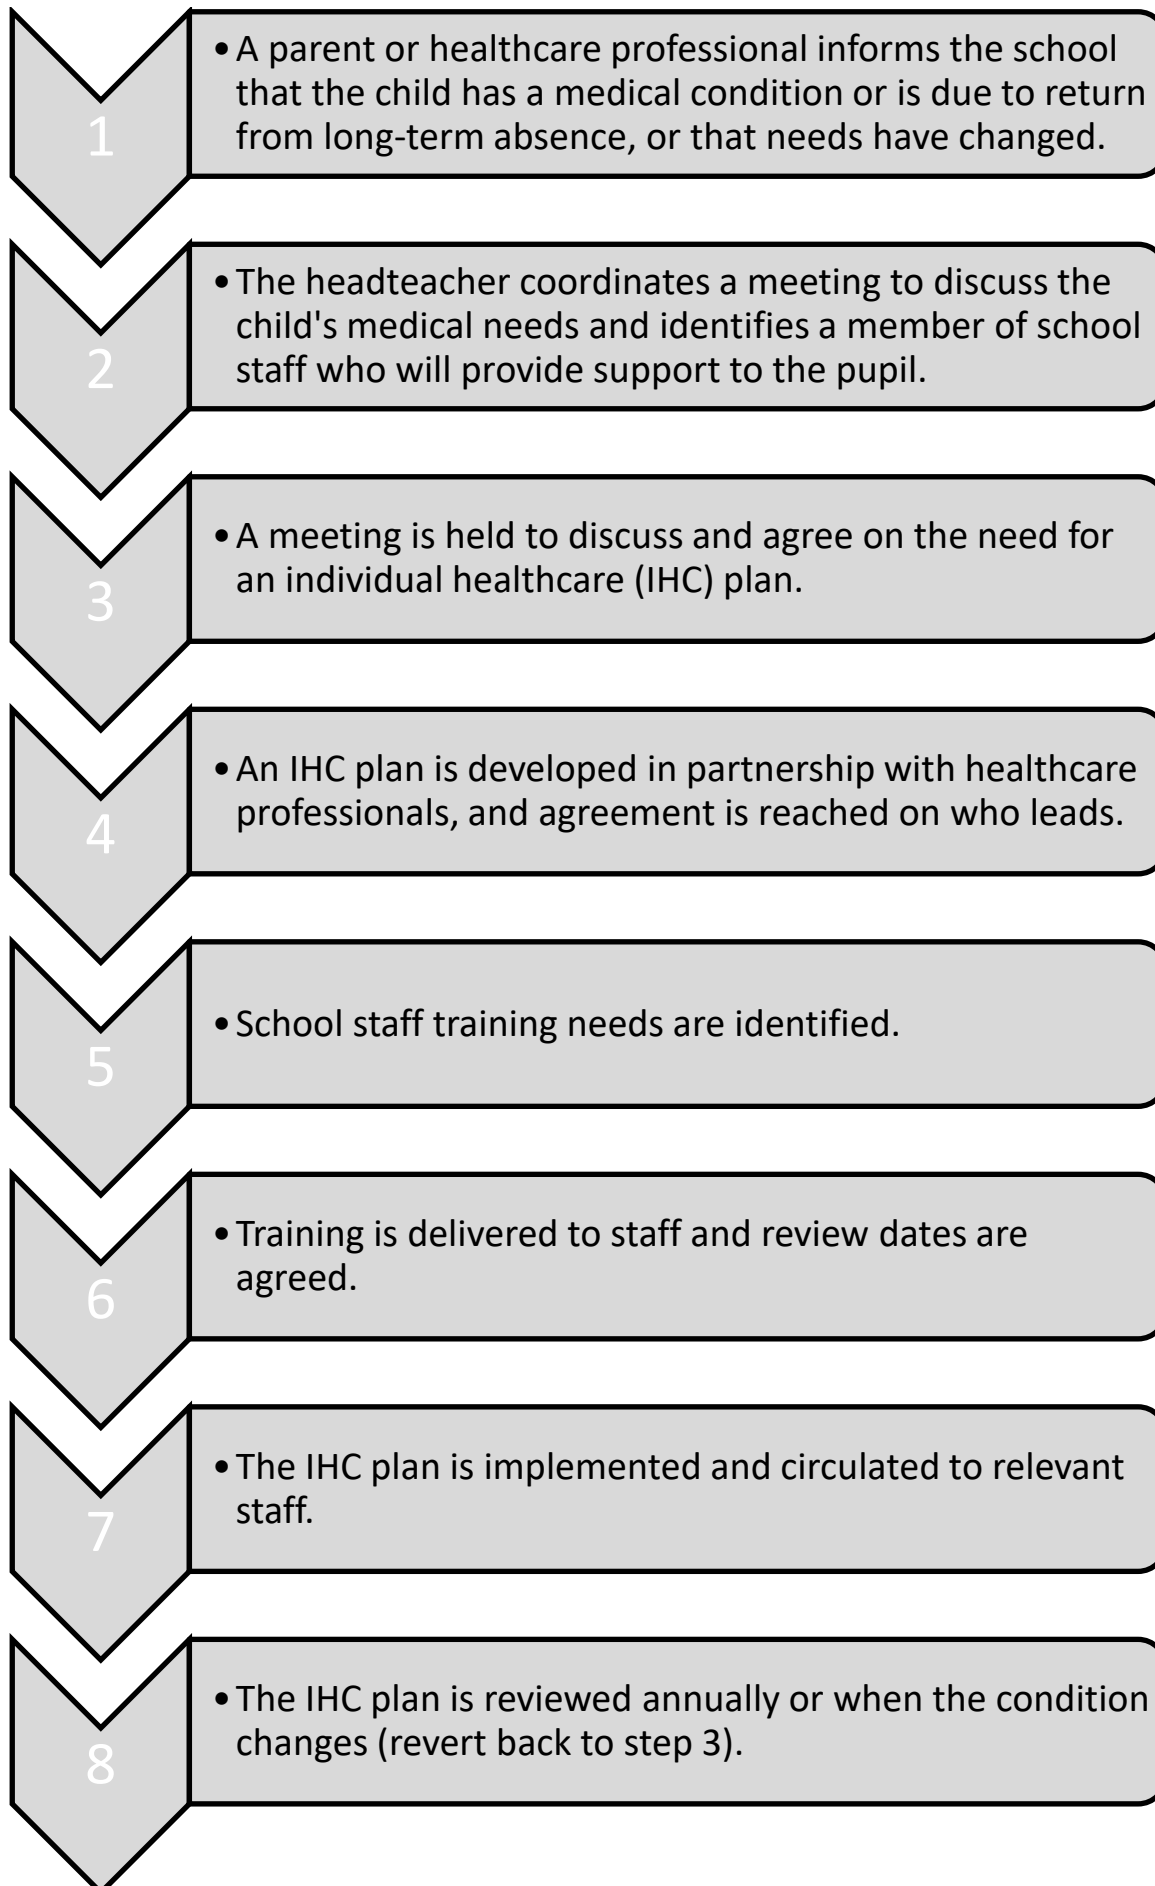 1
• A parent or healthcare professional informs the school
that the child has a medical condition or is due to return
from long-term absence, or that needs have changed.
2
• The headteacher coordinates a meeting to discuss the
child's medical needs and identifies a member of school
staff who will provide support to the pupil.
3
• A meeting is held to discuss and agree on the need for
an individual healthcare (IHC) plan.
4
• An IHC plan is developed in partnership with healthcare
professionals, and agreement is reached on who leads.
5
• School staff training needs are identified.
6
• Training is delivered to staff and review dates are
agreed.
7
• The IHC plan is implemented and circulated to relevant
staff.
8
• The IHC plan is reviewed annually or when the condition
changes (revert back to step 3).